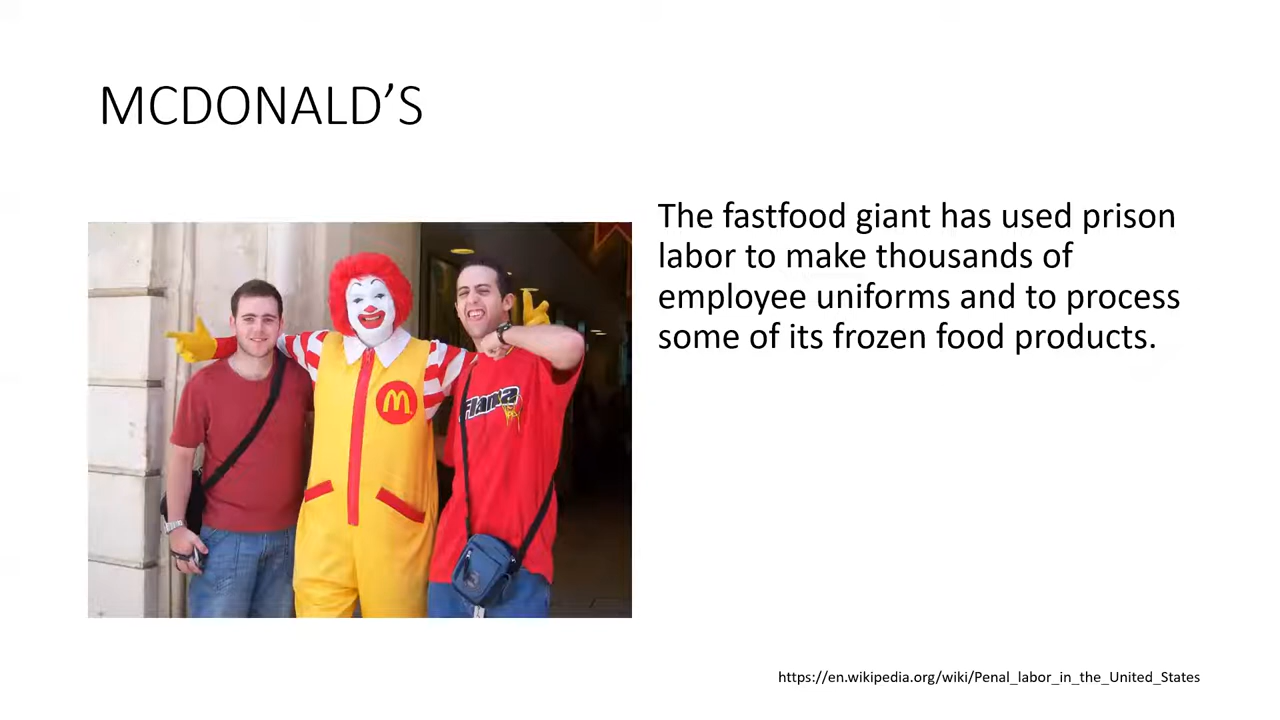 MCDONALD’S
The fastfood giant has used prison
labor to make thousands of
employee uniforms and to process
some of its frozen food products.
https://en.wikipedia.org/wiki/Penal_labor_in_the_United_States